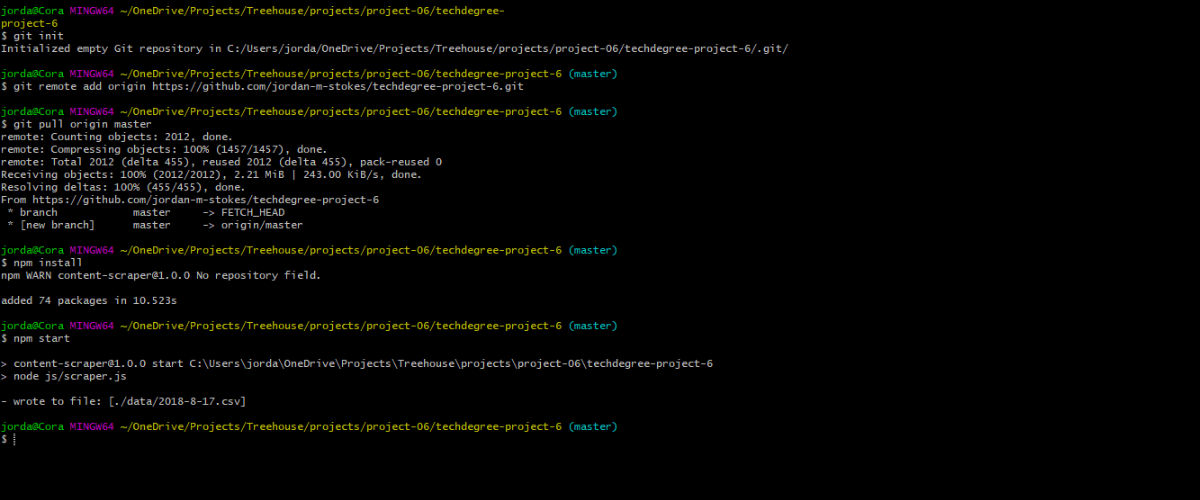 jorda@Cora MINGW64 ~/OneDrive/Projects/Treehouse/projects/project-06/techdegree-
project-6
$ git init
Initialized empty Git repository in C:/Users/jorda/OneDrive/Projects/Treehouse/projects/project-06/techdegree-project-6/.git/
jorda@Cora MINGW64 ~/OneDrive/Projects/Treehouse/projects/project-06/techdegree-project-6 (master)
$ git remote add origin https://github.com/jordan-m-stokes/techdegree-project-6.git
jorda@Cora MINGW64 ~/OneDrive/Projects/Treehouse/projects/project-06/techdegree-project-6 (master)
$ git pull origin master
remote: Counting objects: 2012, done.
remote: Compressing objects: 100% (1457/1457), done.
remote: Total 2012 (delta 455), reused 2012 (delta 455), pack-reused 0
Receiving objects: 100% (2012/2012), 2.21 MiB | 243.00 KiB/s, done.
Resolving deltas: 100% (455/455), done.
From https://github.com/jordan-m-stokes/techdegree-project-6
 * branch            master     -> FETCH_HEAD
 * [new branch]      master     -> origin/master
jorda@Cora MINGW64 ~/OneDrive/Projects/Treehouse/projects/project-06/techdegree-project-6 (master)
$ npm install
npm WARN content-scraper@1.0.0 No repository field.
added 74 packages in 10.523s
jorda@Cora MINGW64 ~/OneDrive/Projects/Treehouse/projects/project-06/techdegree-project-6 (master)
$ npm start
> content-scraper@1.0.0 start C:\Users\jorda\OneDrive\Projects\Treehouse\projects\project-06\techdegree-project-6
> node js/scraper.js
- wrote to file: [./data/2018-8-17.csv]
jorda@Cora MINGW64 ~/OneDrive/Projects/Treehouse/projects/project-06/techdegree-project-6 (master)
$